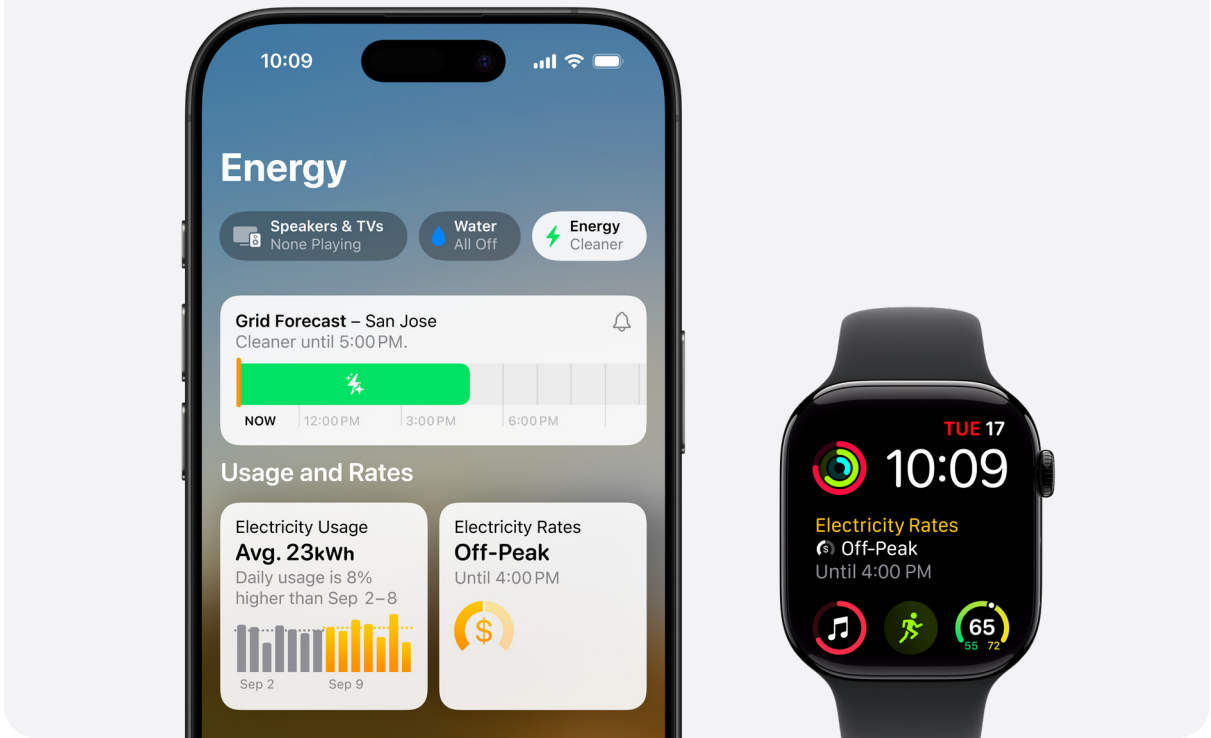 10:09
Energy
Speakers & TVs
None Playing
Water
All Off
Energy
Cleaner
Grid Forecast – San Jose
Cleaner until 5:00 PM.
NOW 12:00 PM 3:00 PM 6:00 PM
Usage and Rates
Electricity Usage
Avg. 23kWh
Daily usage is 8%
higher than Sep 2–8
Sep 2 Sep 9
Electricity Rates
Off-Peak
Until 4:00 PM
$
TUE 17
10:09
Electricity Rates
$ Off-Peak
Until 4:00 PM
65
55 72